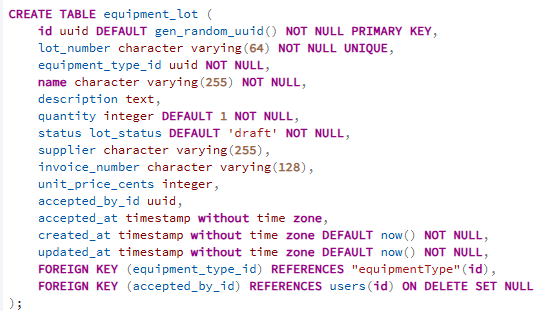 CREATE TABLE equipment_lot (
    id uuid DEFAULT gen_random_uuid() NOT NULL PRIMARY KEY,
    lot_number character varying(64) NOT NULL UNIQUE,
    equipment_type_id uuid NOT NULL,
    name character varying(255) NOT NULL,
    description text,
    quantity integer DEFAULT 1 NOT NULL,
    status lot_status DEFAULT 'draft' NOT NULL,
    supplier character varying(255),
    invoice_number character varying(128),
    unit_price_cents integer,
    accepted_by_id uuid,
    accepted_at timestamp without time zone,
    created_at timestamp without time zone DEFAULT now() NOT NULL,
    updated_at timestamp without time zone DEFAULT now() NOT NULL,
    FOREIGN KEY (equipment_type_id) REFERENCES "equipmentType"(id),
    FOREIGN KEY (accepted_by_id) REFERENCES users(id) ON DELETE SET NULL
);